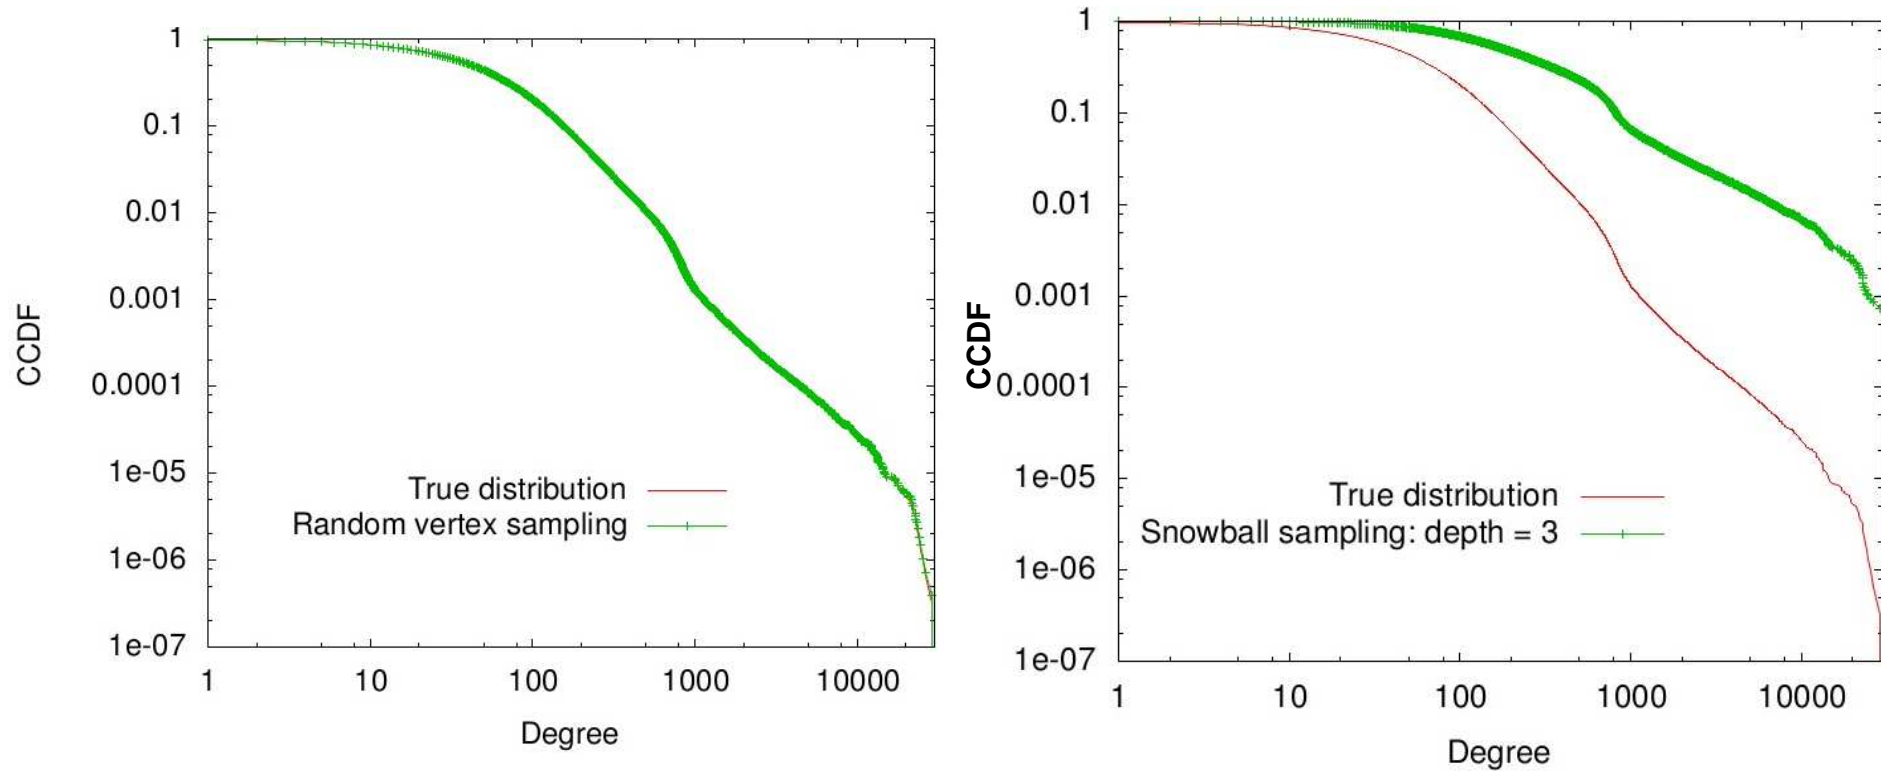 1
0.1
0.01
0.001
0.0001
1e-05
1e-06
1e-07
CCDF
True distribution
Random vertex sampling
1 10 100 1000 10000
Degree
1
0.1
0.01
0.001
0.0001
1e-05
1e-06
1e-07
CCDF
True distribution
Snowball sampling: depth = 3
1 10 100 1000 10000
Degree